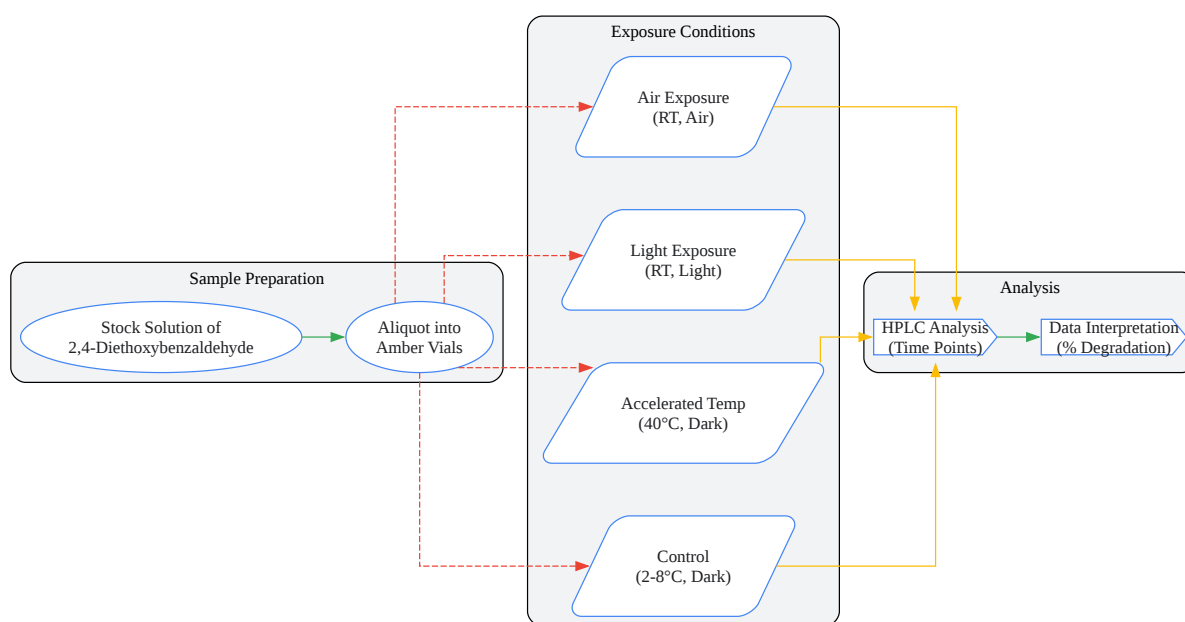 Sample Preparation
Stock Solution of
2,4-Diethoxybenzaldehyde
Aliquot into
Amber Vials
Exposure Conditions
Air Exposure
(RT, Air)
Light Exposure
(RT, Light)
Accelerated Temp
(40°C, Dark)
Control
(2-8°C, Dark)
Analysis
HPLC Analysis
(Time Points)
Data Interpretation
(% Degradation)